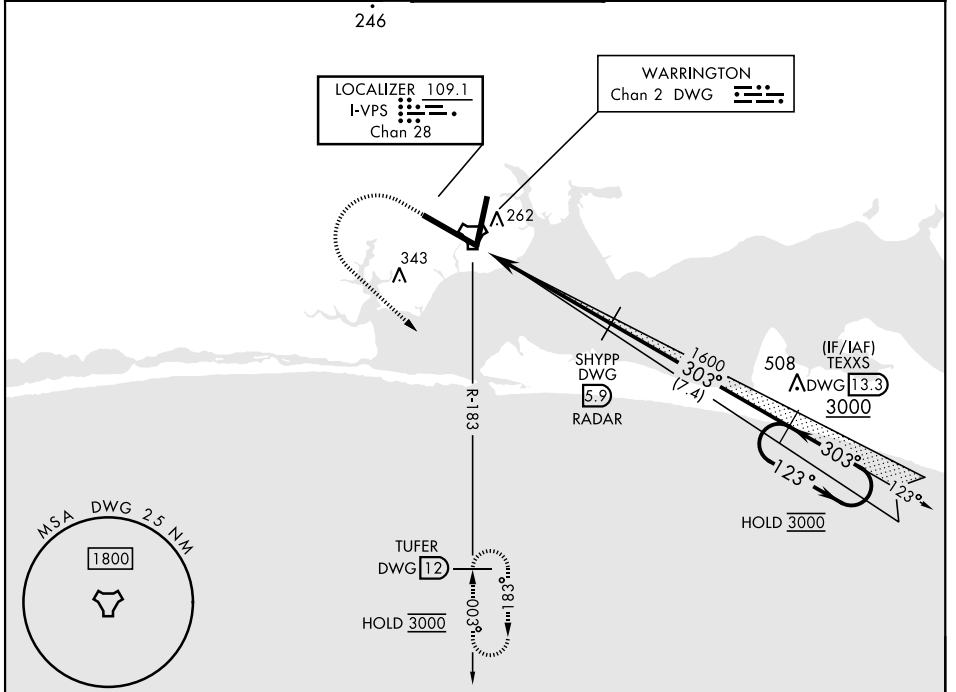 246
LOCALIZER 109.1
I-VPS
Chan 28
WARRINGTON
Chan 2 DWG
262
343
SHYPP
DWG
5.9
RADAR
1600
303°
(7.4)
508
(IF/IAF)
TEXXS
DWG 13.3
3000
303°
123°
123°
HOLD 3000
R-183
MSA DWG 25 NM
1800
TUFER
DWG 12
HOLD 3000
003°
183°